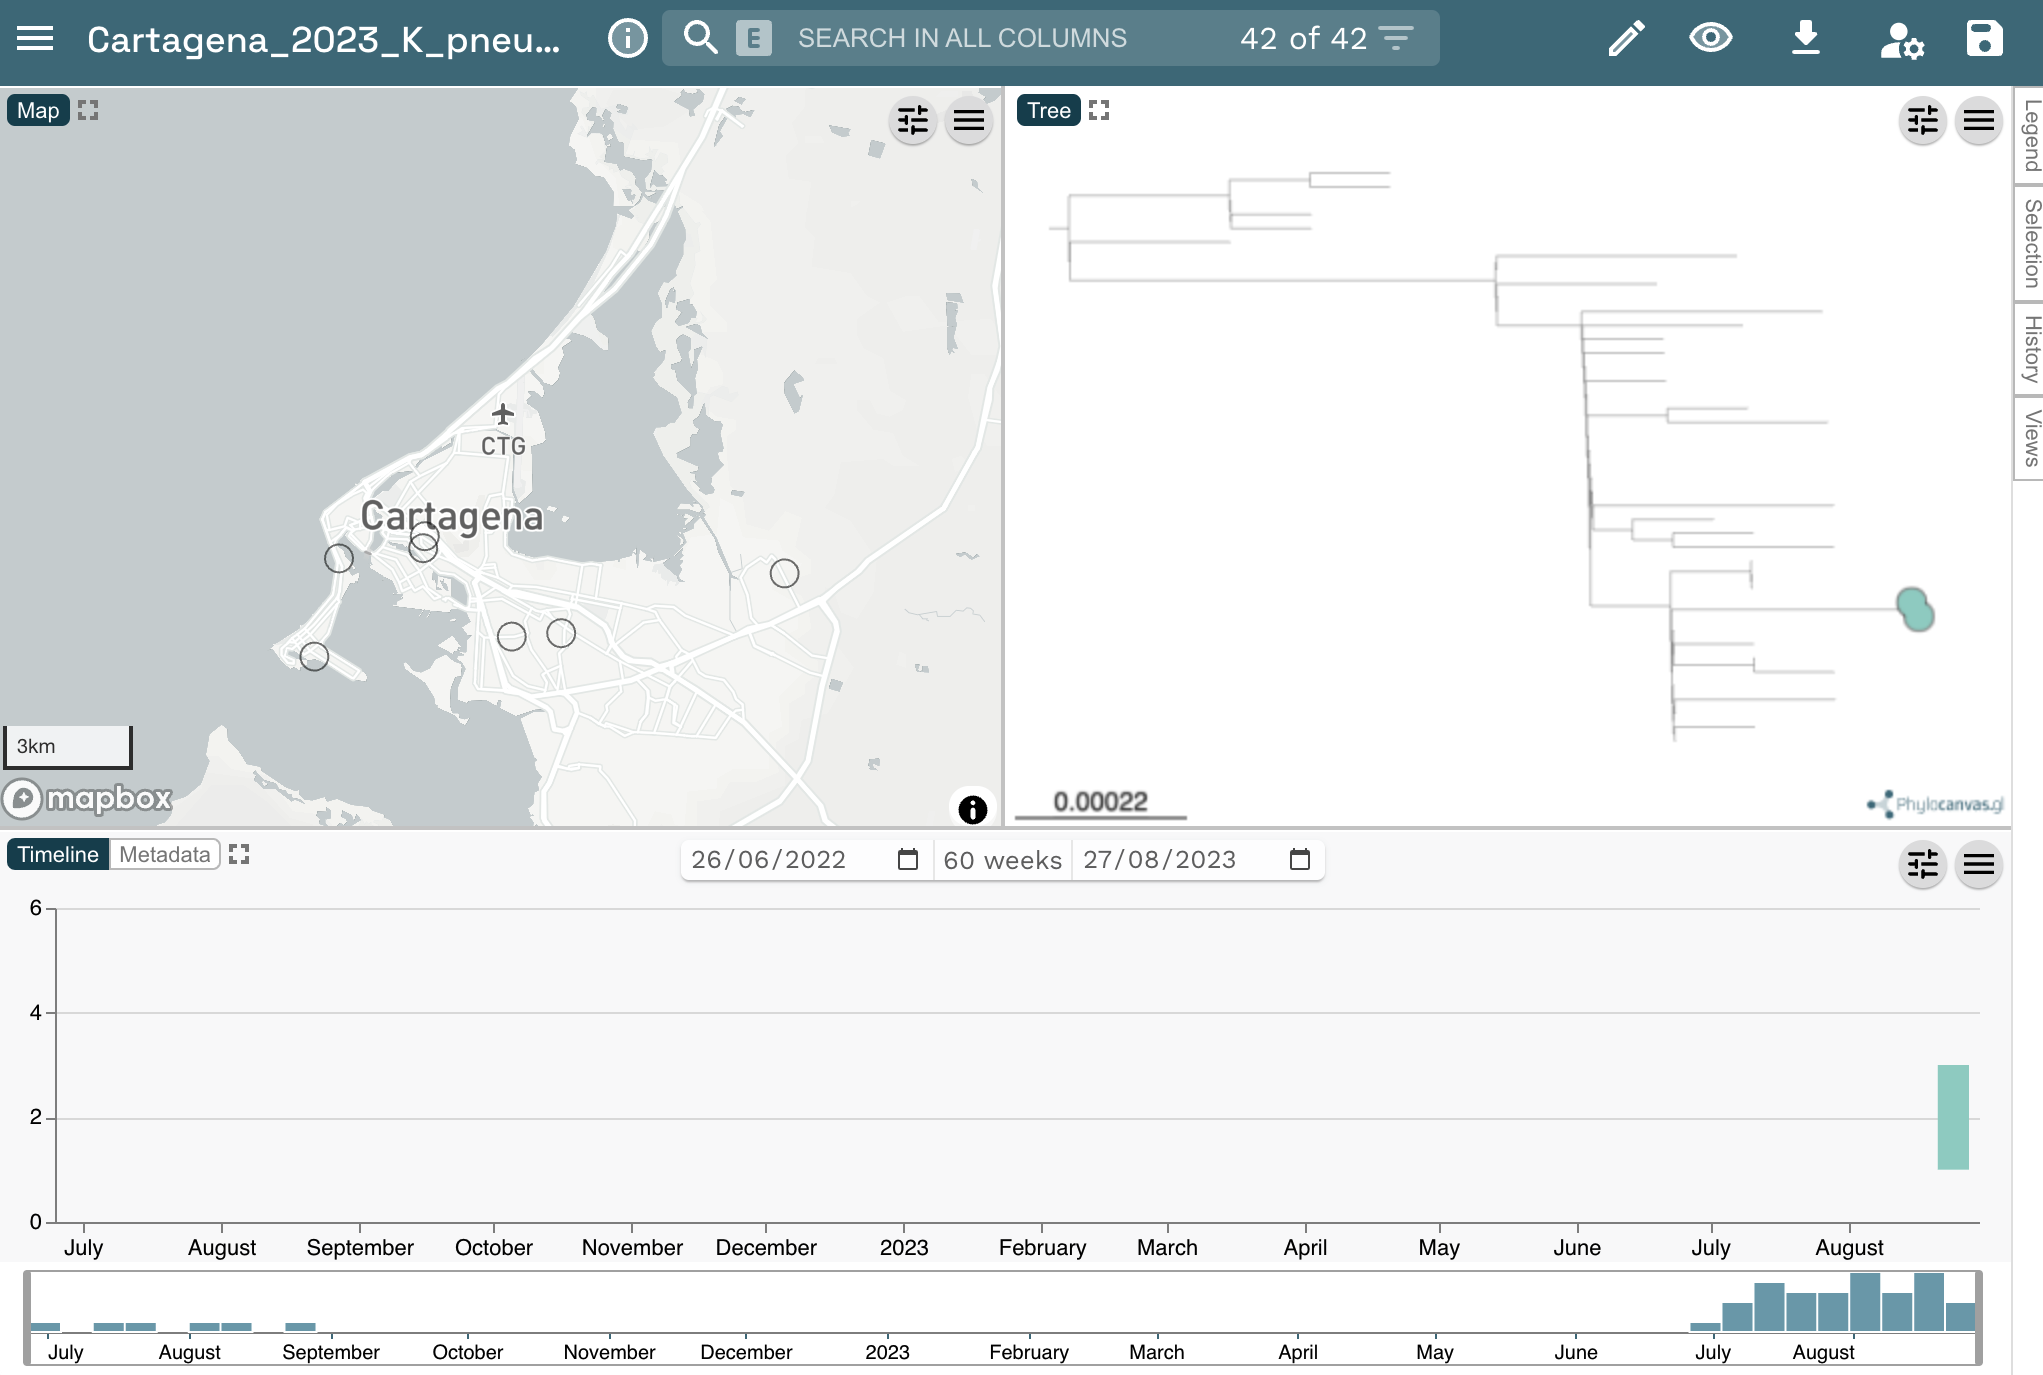 Cartagena_2023_K_pneu...
E SEARCH IN ALL COLUMNS 42 of 42
Map
CTG
Cartagena
3km
mapbox
Tree
0.00022
Phylocanvas.gl
Legend
Selection
History
Views
Timeline Metadata
26/06/2022 60 weeks 27/08/2023
6
4
2
0
July August September October November December 2023 February March April May June July August
July August September October November December 2023 February March April May June July August